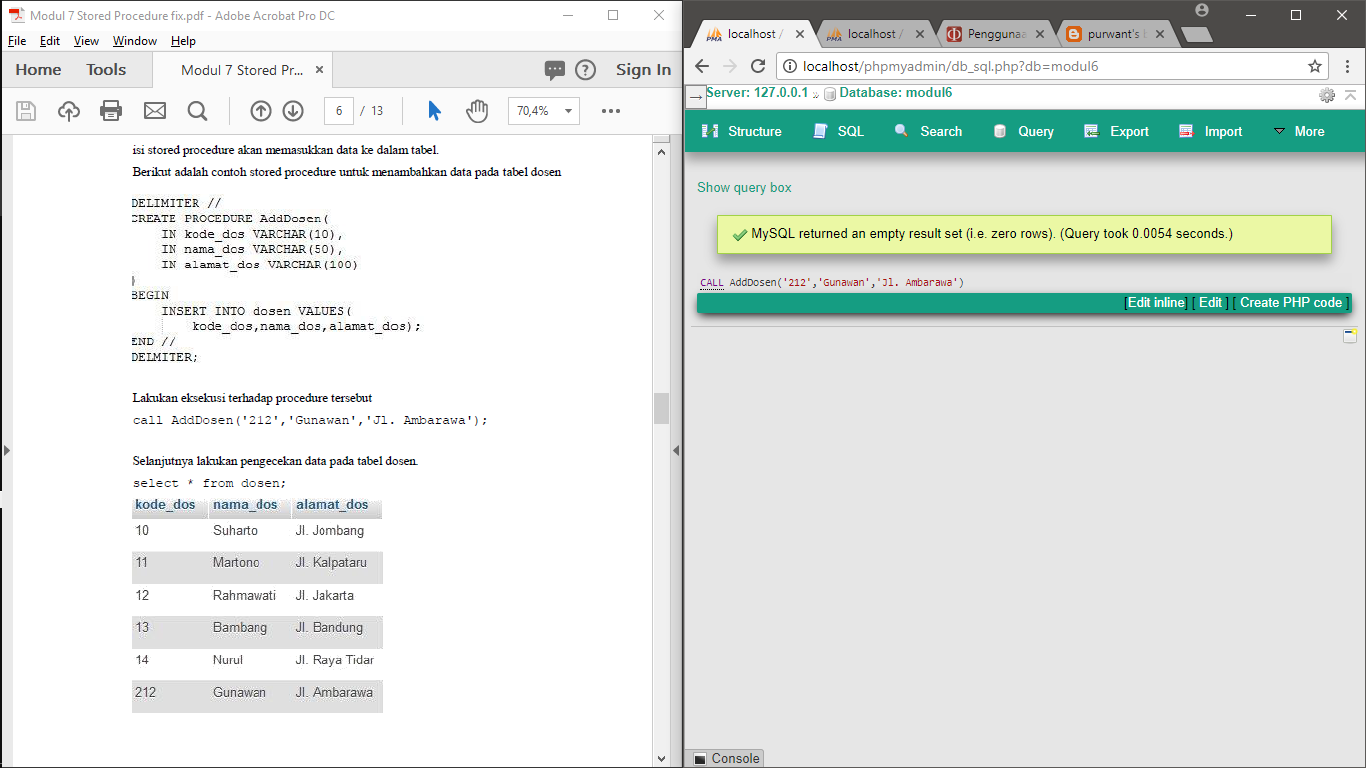 Modul 7 Stored Procedure fix.pdf - Adobe Acrobat Pro DC
File Edit View Window Help
Home Tools Modul 7 Stored Pr... × Sign In
6 / 13 70,4%
isi stored procedure akan memasukkan data ke dalam tabel.
Berikut adalah contoh stored procedure untuk menambahkan data pada tabel dosen
DELIMITER //
CREATE PROCEDURE AddDosen(
IN kode_dos VARCHAR(10),
IN nama_dos VARCHAR(50),
IN alamat_dos VARCHAR(100)
)
BEGIN
INSERT INTO dosen VALUES(
kode_dos,nama_dos,alamat_dos);
END //
DELMITER;
Lakukan eksekusi terhadap procedure tersebut
call AddDosen('212','Gunawan','Jl. Ambarawa');
Selanjutnya lakukan pengecekan data pada tabel dosen.
select * from dosen;
kode_dos nama_dos alamat_dos
10 Suharto Jl. Jombang
11 Martono Jl. Kalpataru
12 Rahmawati Jl. Jakarta
13 Bambang Jl. Bandung
14 Nurul Jl. Raya Tidar
212 Gunawan Jl. Ambarawa
localhost / localhost / Penggunaa purwant's
localhost/phpmyadmin/db_sql.php?db=modul6
Server: 127.0.0.1 » Database: modul6
Structure SQL Search Query Export Import More
Show query box
MySQL returned an empty result set (i.e. zero rows). (Query took 0.0054 seconds.)
CALL AddDosen('212','Gunawan','Jl. Ambarawa')
[Edit inline] [ Edit ] [ Create PHP code ]
Console